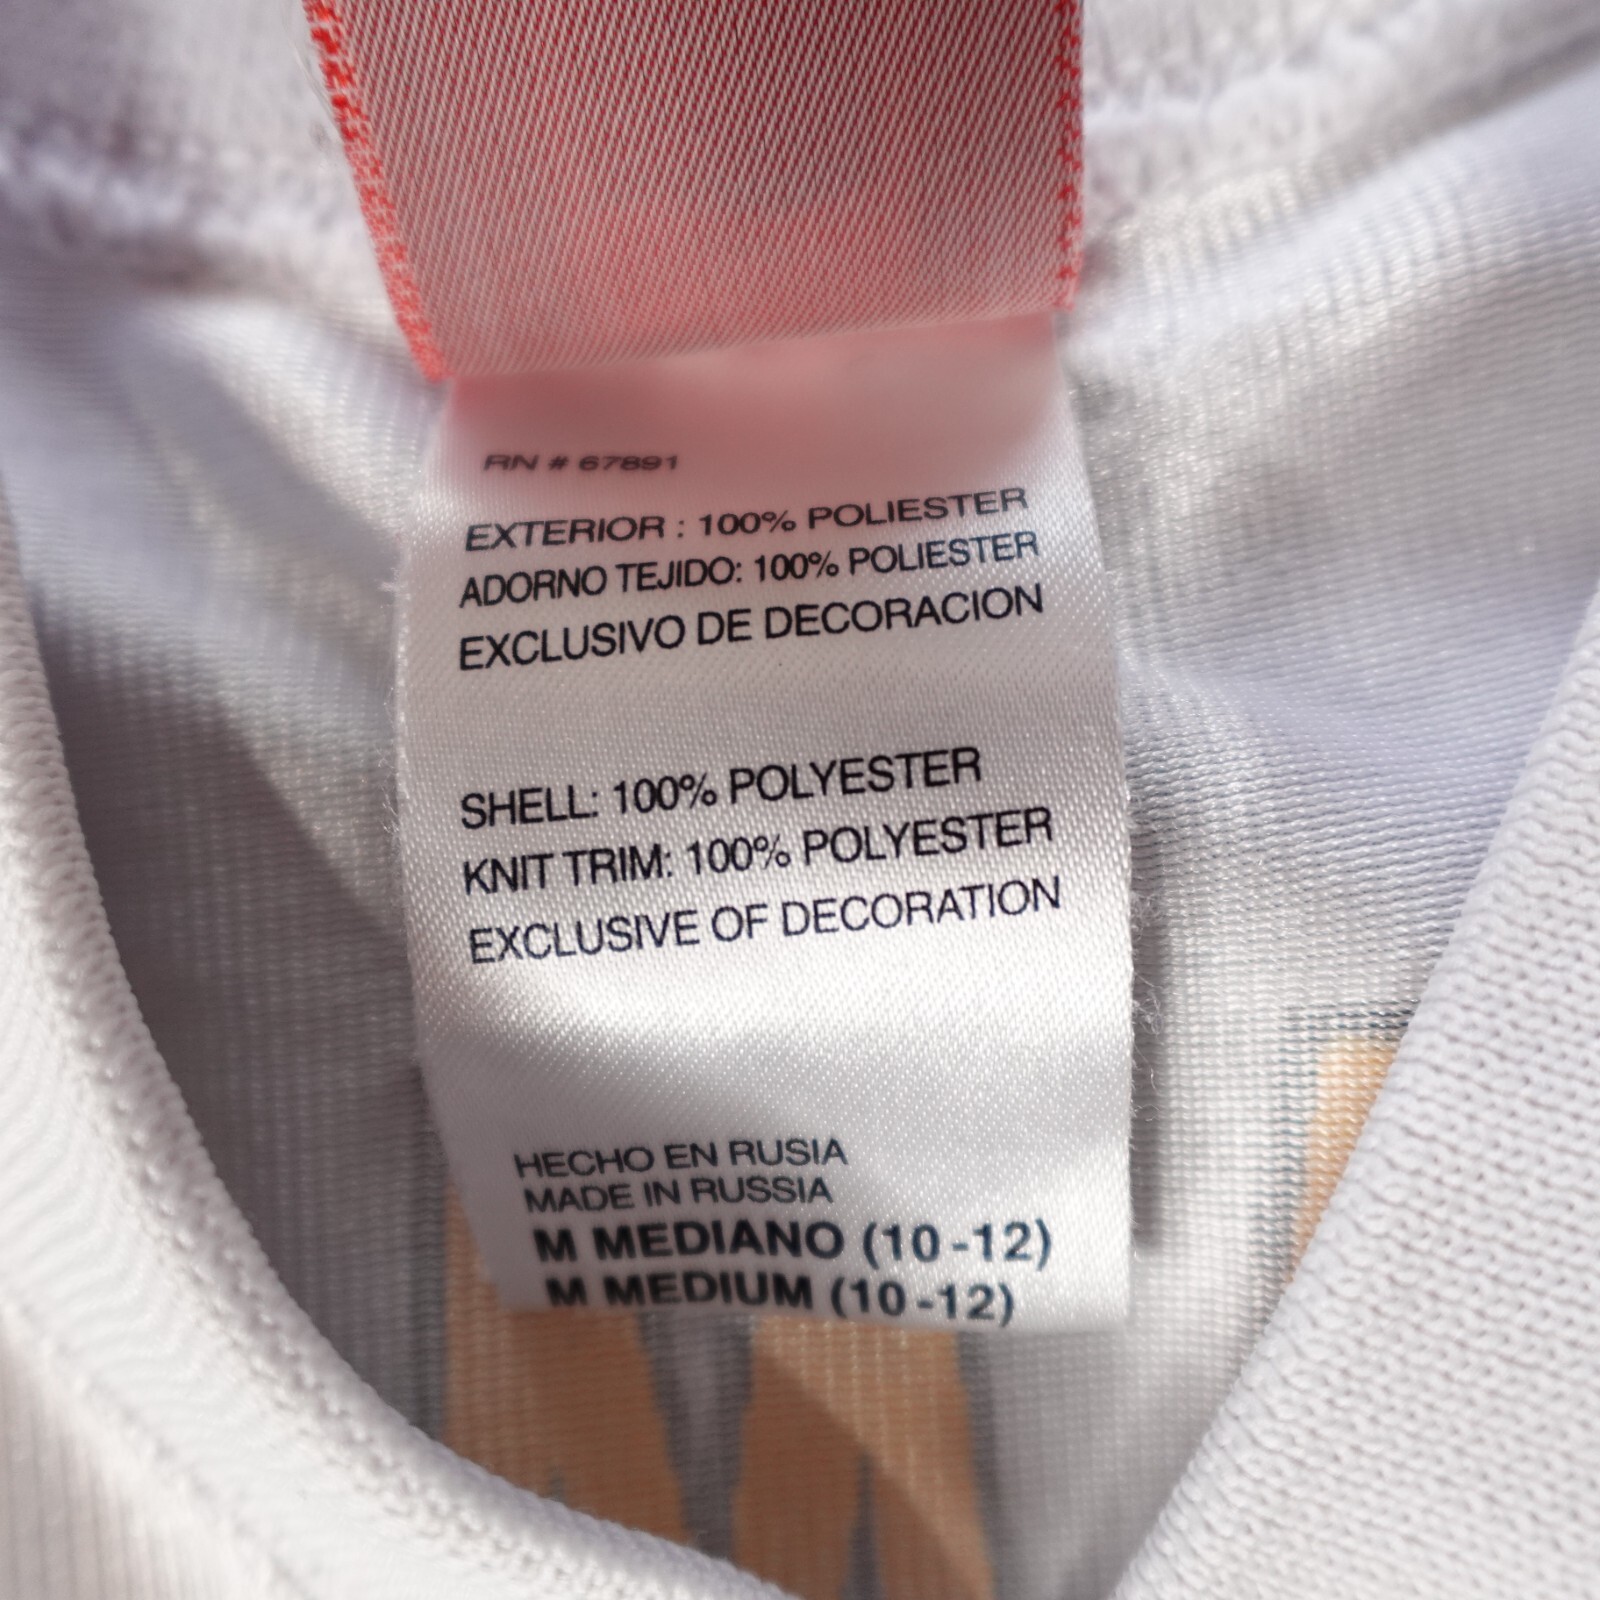 RN # 67891
EXTERIOR : 100% POLIESTER
ADORNO TEJIDO: 100% POLIESTER
EXCLUSIVO DE DECORACION
SHELL: 100% POLYESTER
KNIT TRIM: 100% POLYESTER
EXCLUSIVE OF DECORATION
HECHO EN RUSIA
MADE IN RUSSIA
M MEDIANO (10-12)
M MEDIUM (10-12)